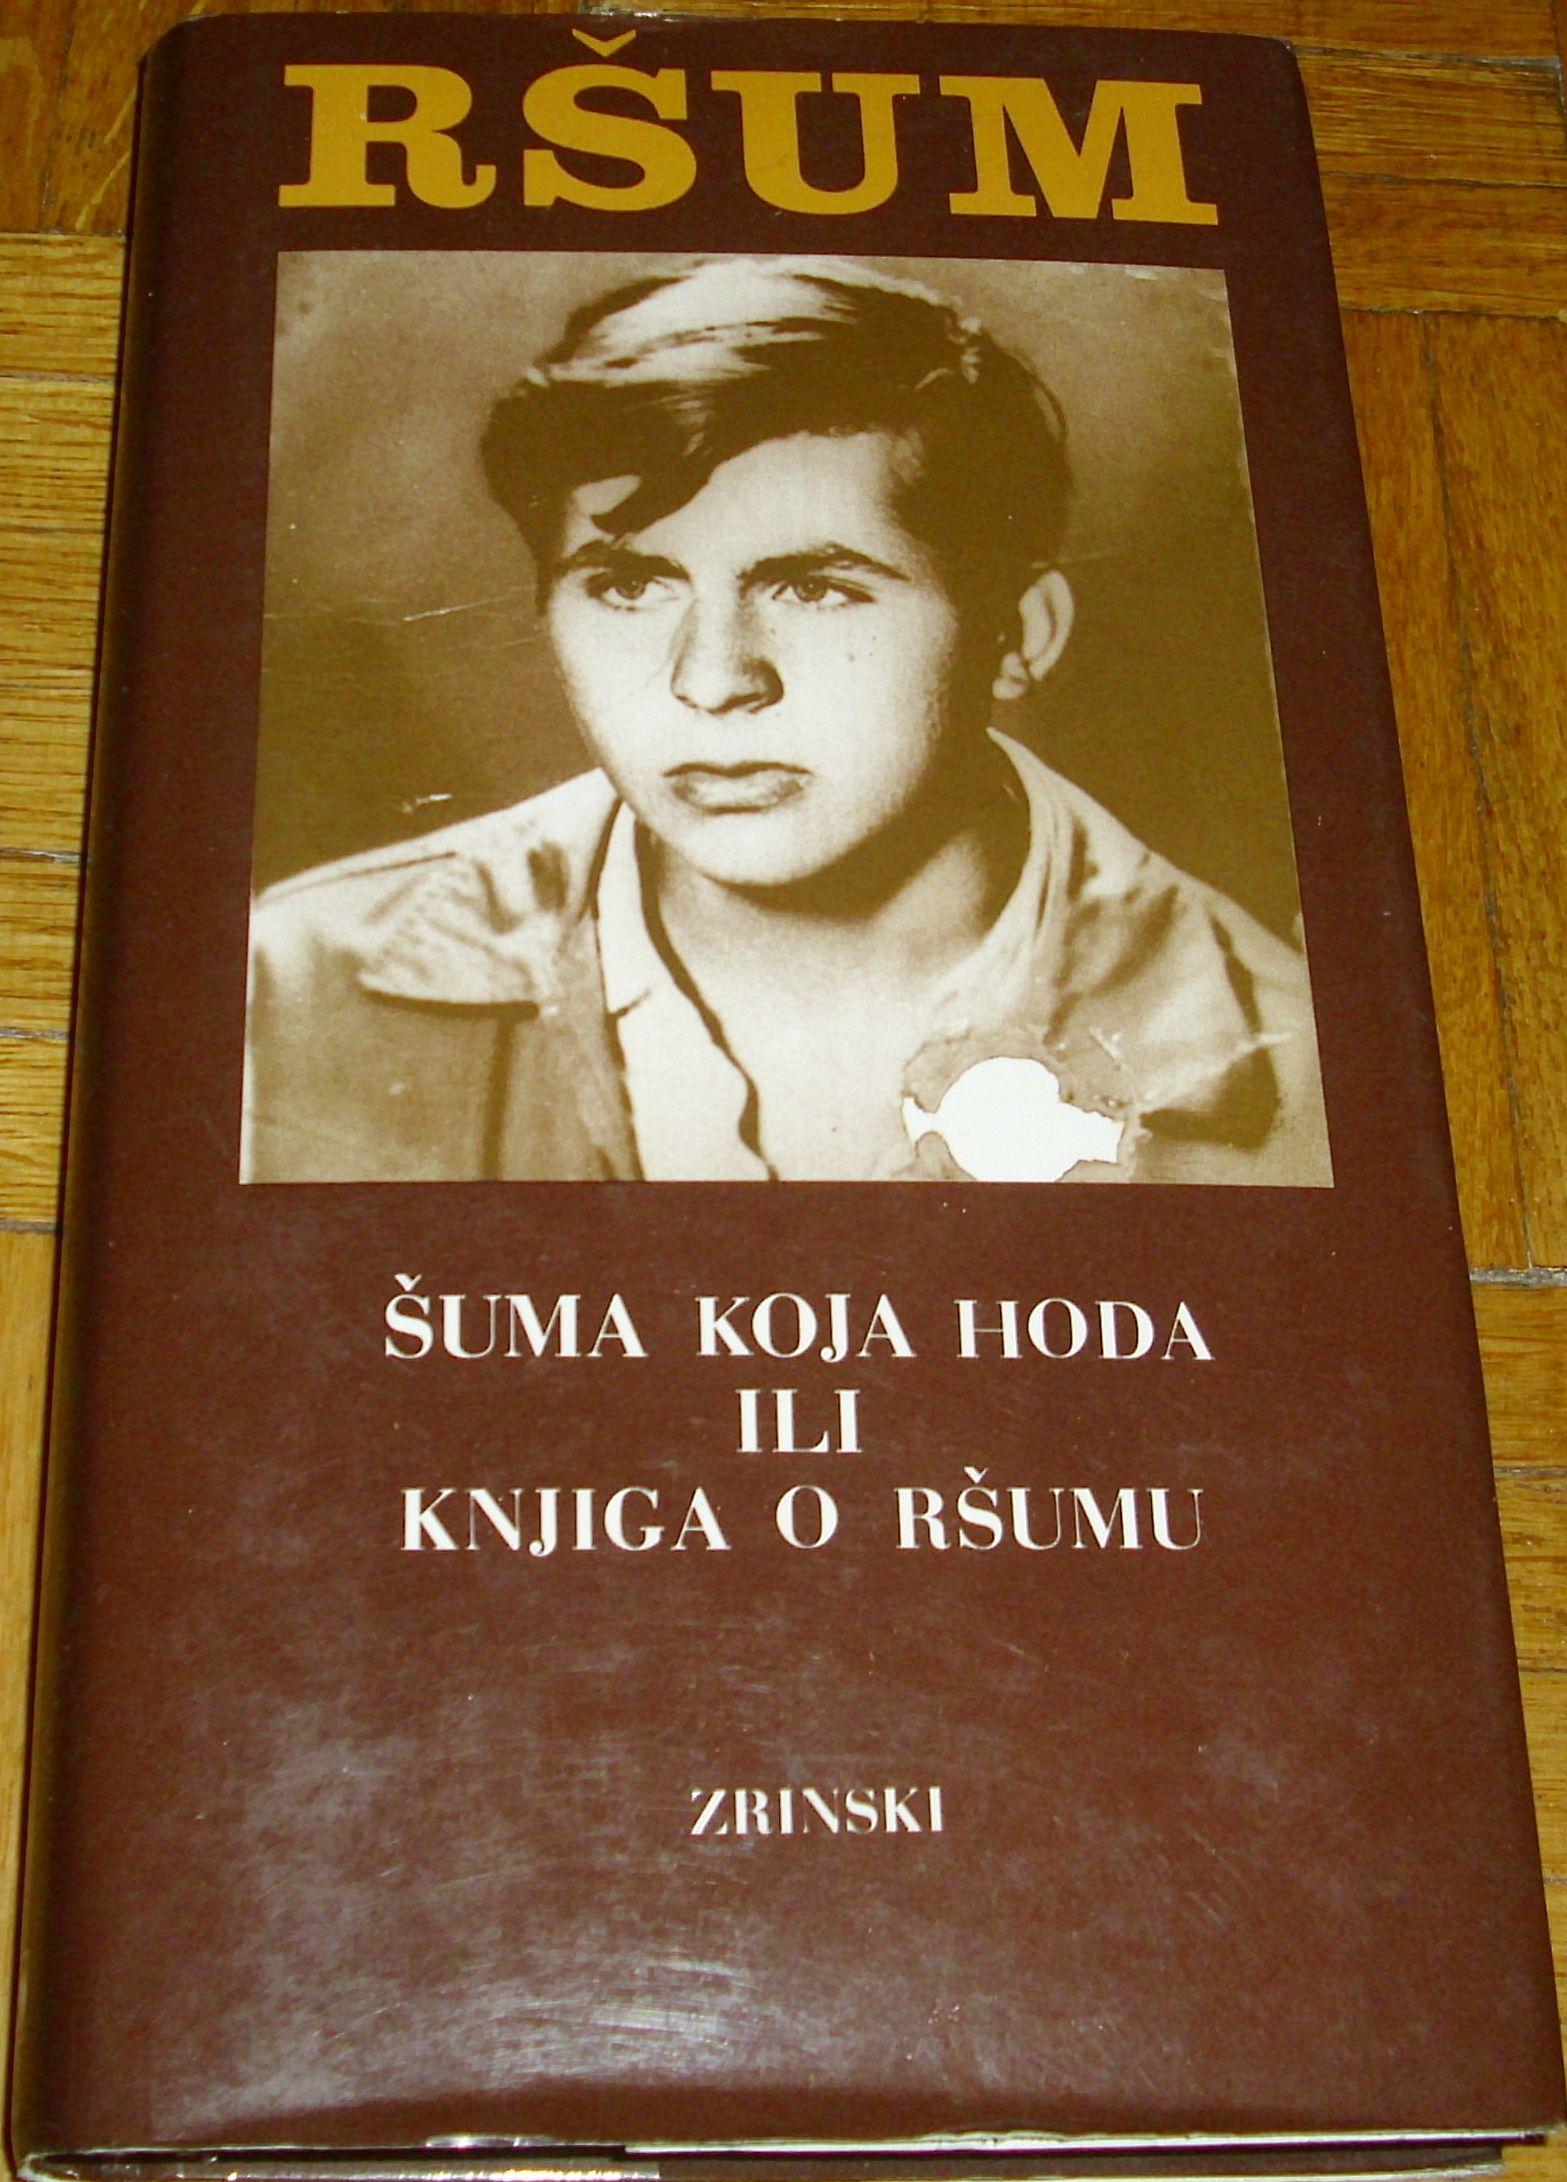 RŠUM
ŠUMA KOJA HODA
ILI
KNJIGA O RŠUMU
ZRINSKI